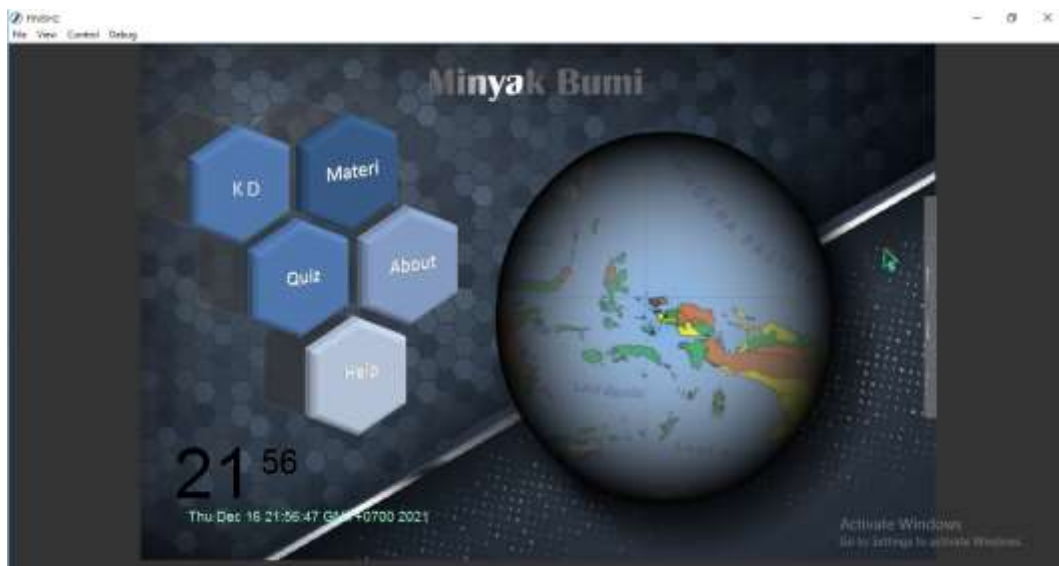 File View Control Debug
Minyak Bumi
K D
Materi
Quiz
About
Help
21 56
Thu Dec 16 21:56:47 GMT+0700 2021
Activate Windows
Go to Settings to activate Windows.